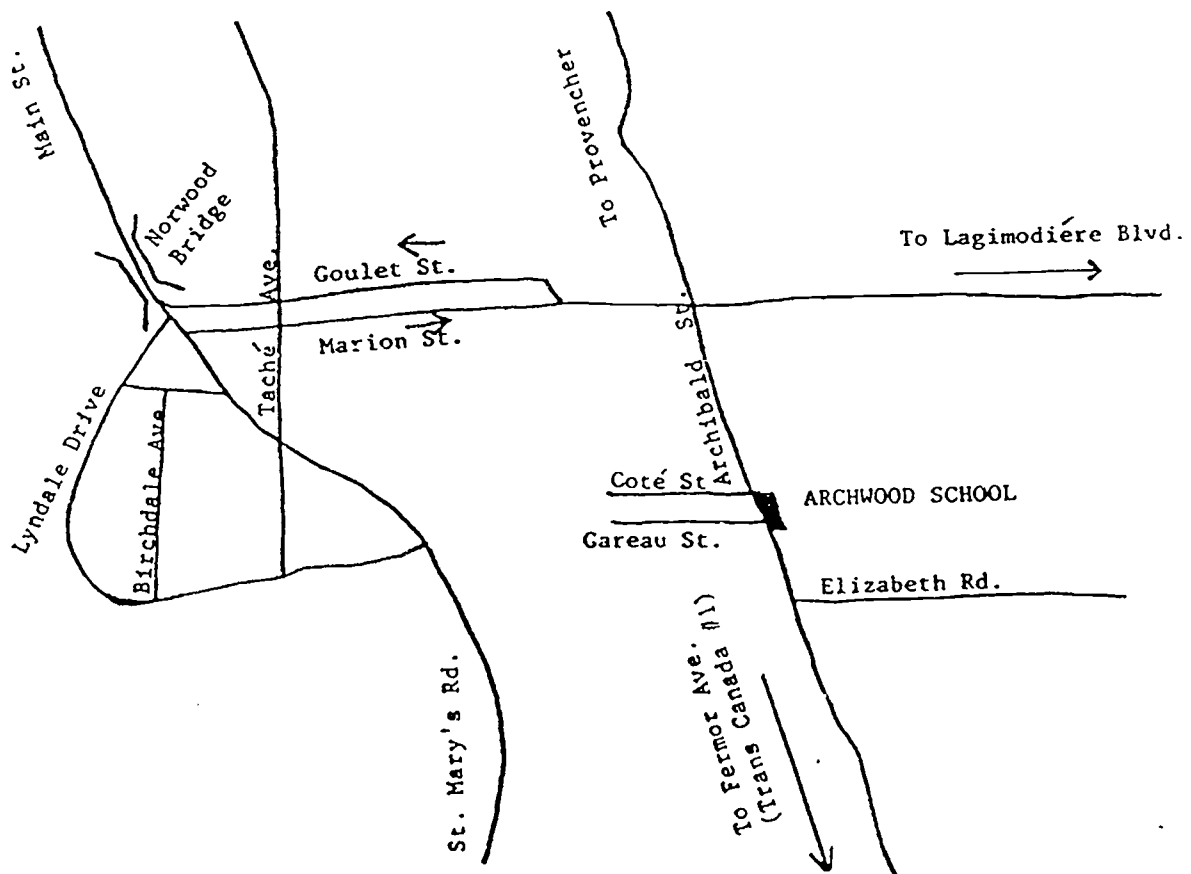 Main St.
Norwood
Bridge
To Provencher
To Lagimodiére Blvd.
Goulet St.
Taché Ave.
Marion St.
Archibald St.
Lyndale Drive
Birchdale Ave
Coté St
ARCHWOOD SCHOOL
Gareau St.
Elizabeth Rd.
St. Mary's Rd.
To Fermor Ave.
(Trans Canada #1)